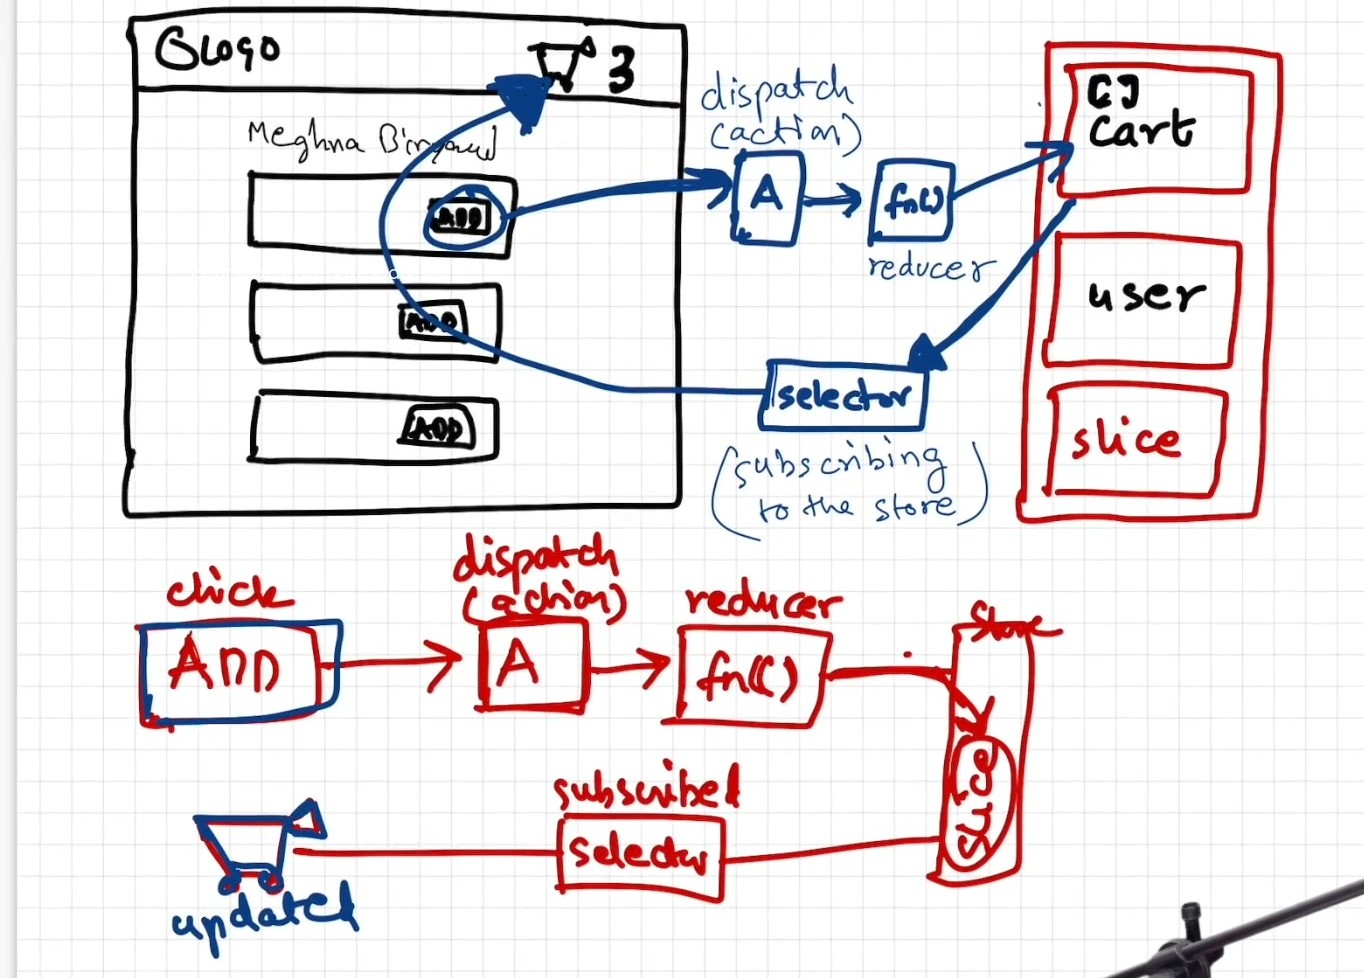 Logo
3
Meghna Biryani
ADD
ADD
ADD
dispatch
(action)
A
fn()
reducer
[]
cart
user
slice
selector
(subscribing
to the store)
click
ADD
dispatch
(action)
A
reducer
fn()
store
slice
subscribed
selector
updated